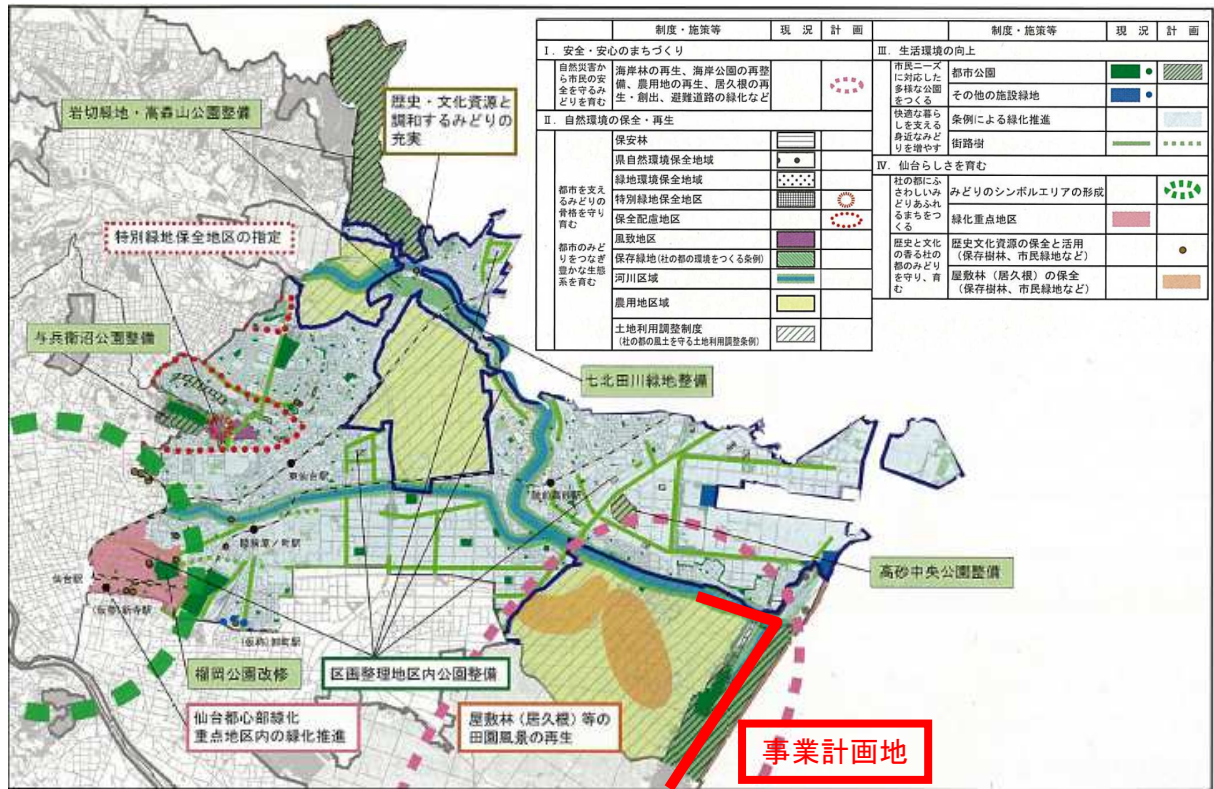 制度・施策等 現 況 計 画
Ⅰ. 安全・安心のまちづくり
自然災害か
ら市民の安
全を守るみ
どりを育む
海岸林の再生、海岸公園の再整
備、農用地の再生、居久根の再
生・創出、避難道路の緑化など
Ⅱ. 自然環境の保全・再生
都市を支え
るみどりの
骨格を守り
育む
都市のみど
りをつなぎ
豊かな生態
系を育む
保安林
県自然環境保全地域
緑地環境保全地域
特別緑地保全地区
保全配慮地区
風致地区
保存緑地(杜の都の環境をつくる条例)
河川区域
農用地区域
土地利用調整制度
(杜の都の風土を守る土地利用調整条例)
制度・施策等 現 況 計 画
Ⅲ. 生活環境の向上
市民ニーズ
に対応した
多様な公園
をつくる
都市公園
その他の施設緑地
快適な暮ら
しを支える
身近なみど
りを増やす
条例による緑化推進
街路樹
Ⅳ. 仙台らしさを育む
杜の都にふ
さわしいみ
どりあふれ
るまちをつ
くる
みどりのシンボルエリアの形成
緑化重点地区
歴史と文化
の香る杜の
都のみどり
を守り、育
む
歴史文化資源の保全と活用
(保存樹林、市民緑地など)
屋敷林(居久根)の保全
(保存樹林、市民緑地など)
岩切緑地・高森山公園整備
歴史・文化資源と
調和するみどりの
充実
特別緑地保全地区の指定
与兵衛沼公園整備
七北田川緑地整備
東仙台駅
陸前高砂駅
陸前原ノ町駅
高砂中央公園整備
仙台駅
(仮称)新寺駅
(仮称)卸町駅
榴岡公園改修
区画整理地区内公園整備
仙台都心部緑化
重点地区内の緑化推進
屋敷林(居久根)等の
田園風景の再生
事業計画地